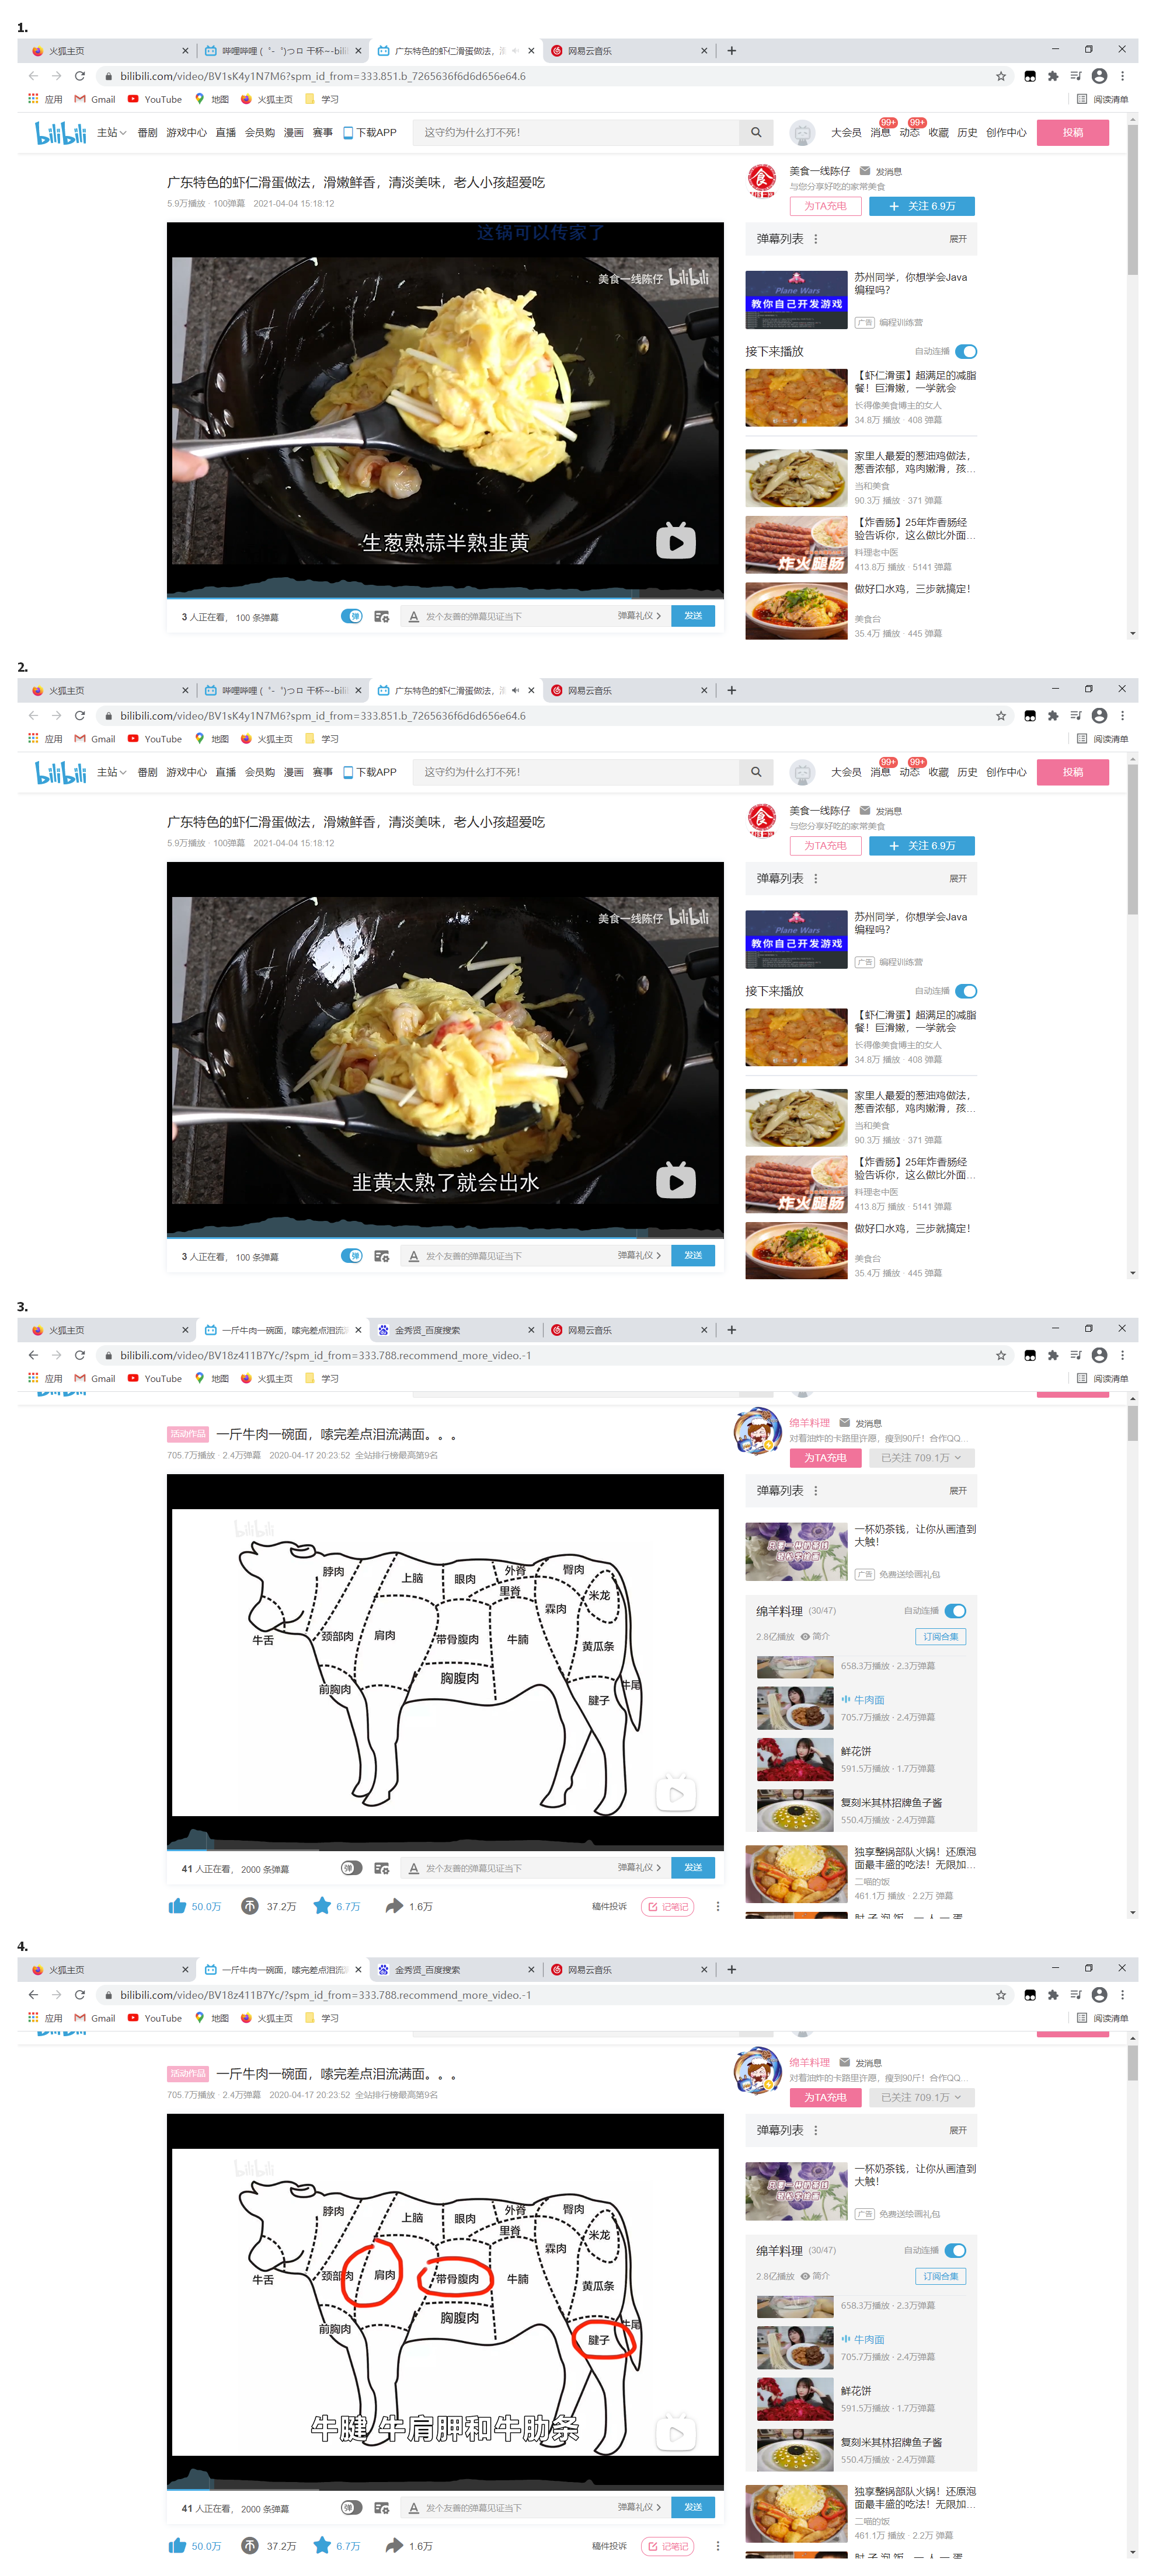 1.
火狐主页
哔哩哔哩 ( ゜- ゜)つロ 干杯~-bili
广东特色的虾仁滑蛋做法，滑
网易云音乐
bilibili.com/video/BV1sK4y1N7M6?spm_id_from=333.851.b_7265636f6d6d656e64.6
应用 Gmail YouTube 地图 火狐主页 学习 阅读清单
bilibili 主站 番剧 游戏中心 直播 会员购 漫画 赛事 下载APP 这守约为什么打不死! 大会员 消息 99+ 动态 99+ 收藏 历史 创作中心 投稿
广东特色的虾仁滑蛋做法，滑嫩鲜香，清淡美味，老人小孩超爱吃
5.9万播放 · 100弹幕 2021-04-04 15:18:12
美食一线陈仔 发消息
与您分享好吃的家常美食
为TA充电 + 关注 6.9万
这锅可以传家了
美食一线陈仔 bilibili
生葱熟蒜半熟韭黄
3 人正在看， 100 条弹幕
发个友善的弹幕见证当下 弹幕礼仪 发送
弹幕列表 展开
Plane Wars
教你自己开发游戏
苏州同学，你想学会Java
编程吗?
广告 编程训练营
接下来播放 自动连播
【虾仁滑蛋】超满足的减脂
餐！巨滑嫩，一学就会
长得像美食博主的女人
34.8万 播放 · 408 弹幕
家里人最爱的葱油鸡做法，
葱香浓郁，鸡肉嫩滑，孩...
当和美食
90.3万 播放 · 371 弹幕
炸火腿肠
【炸香肠】25年炸香肠经
验告诉你，这么做比外面...
料理老中医
413.8万 播放 · 5141 弹幕
做好口水鸡，三步就搞定!
美食台
35.4万 播放 · 445 弹幕
2.
火狐主页
哔哩哔哩 ( ゜- ゜)つロ 干杯~-bili
广东特色的虾仁滑蛋做法，滑
网易云音乐
bilibili.com/video/BV1sK4y1N7M6?spm_id_from=333.851.b_7265636f6d6d656e64.6
应用 Gmail YouTube 地图 火狐主页 学习 阅读清单
bilibili 主站 番剧 游戏中心 直播 会员购 漫画 赛事 下载APP 这守约为什么打不死! 大会员 消息 99+ 动态 99+ 收藏 历史 创作中心 投稿
广东特色的虾仁滑蛋做法，滑嫩鲜香，清淡美味，老人小孩超爱吃
5.9万播放 · 100弹幕 2021-04-04 15:18:12
美食一线陈仔 发消息
与您分享好吃的家常美食
为TA充电 + 关注 6.9万
美食一线陈仔 bilibili
韭黄太熟了就会出水
3 人正在看， 100 条弹幕
发个友善的弹幕见证当下 弹幕礼仪 发送
弹幕列表 展开
Plane Wars
教你自己开发游戏
苏州同学，你想学会Java
编程吗?
广告 编程训练营
接下来播放 自动连播
【虾仁滑蛋】超满足的减脂
餐！巨滑嫩，一学就会
长得像美食博主的女人
34.8万 播放 · 408 弹幕
家里人最爱的葱油鸡做法，
葱香浓郁，鸡肉嫩滑，孩...
当和美食
90.3万 播放 · 371 弹幕
炸火腿肠
【炸香肠】25年炸香肠经
验告诉你，这么做比外面...
料理老中医
413.8万 播放 · 5141 弹幕
做好口水鸡，三步就搞定!
美食台
35.4万 播放 · 445 弹幕
3.
火狐主页
一斤牛肉一碗面，嗦完差点泪流
金秀贤_百度搜索
网易云音乐
bilibili.com/video/BV18z411B7Yc/?spm_id_from=333.788.recommend_more_video.-1
应用 Gmail YouTube 地图 火狐主页 学习 阅读清单
活动作品 一斤牛肉一碗面，嗦完差点泪流满面。。。
705.7万播放 · 2.4万弹幕 2020-04-17 20:23:52 全站排行榜最高第9名
绵羊料理 发消息
对着油炸的卡路里许愿，瘦到90斤！合作QQ...
为TA充电 已关注 709.1万
bilibili
脖肉 上脑 眼肉 外脊 里脊 臀肉 米龙 霖肉
牛舌 颈部肉 肩肉 带骨腹肉 牛腩 黄瓜条
前胸肉 胸腹肉 腱子 牛尾
41 人正在看， 2000 条弹幕
发个友善的弹幕见证当下 弹幕礼仪 发送
50.0万 37.2万 6.7万 1.6万 稿件投诉 记笔记
弹幕列表 展开
只要一杯奶茶钱
轻松学绘画
一杯奶茶钱，让你从画渣到
大触!
广告 免费送绘画礼包
绵羊料理 (30/47) 自动连播
2.8亿播放 简介 订阅合集
658.3万播放 · 2.3万弹幕
牛肉面
705.7万播放 · 2.4万弹幕
鲜花饼
591.5万播放 · 1.7万弹幕
复刻米其林招牌鱼子酱
550.4万播放 · 2.4万弹幕
独享整锅部队火锅！还原泡
面最丰盛的吃法！无限加...
二喵的饭
461.1万 播放 · 2.2万 弹幕
4.
火狐主页
一斤牛肉一碗面，嗦完差点泪流
金秀贤_百度搜索
网易云音乐
bilibili.com/video/BV18z411B7Yc/?spm_id_from=333.788.recommend_more_video.-1
应用 Gmail YouTube 地图 火狐主页 学习 阅读清单
活动作品 一斤牛肉一碗面，嗦完差点泪流满面。。。
705.7万播放 · 2.4万弹幕 2020-04-17 20:23:52 全站排行榜最高第9名
绵羊料理 发消息
对着油炸的卡路里许愿，瘦到90斤！合作QQ...
为TA充电 已关注 709.1万
bilibili
脖肉 上脑 眼肉 外脊 里脊 臀肉 米龙 霖肉
牛舌 颈部肉 肩肉 带骨腹肉 牛腩 黄瓜条
前胸肉 胸腹肉 腱子 牛尾
牛腱 牛肩胛和牛肋条
41 人正在看， 2000 条弹幕
发个友善的弹幕见证当下 弹幕礼仪 发送
50.0万 37.2万 6.7万 1.6万 稿件投诉 记笔记
弹幕列表 展开
只要一杯奶茶钱
轻松学绘画
一杯奶茶钱，让你从画渣到
大触!
广告 免费送绘画礼包
绵羊料理 (30/47) 自动连播
2.8亿播放 简介 订阅合集
658.3万播放 · 2.3万弹幕
牛肉面
705.7万播放 · 2.4万弹幕
鲜花饼
591.5万播放 · 1.7万弹幕
复刻米其林招牌鱼子酱
550.4万播放 · 2.4万弹幕
独享整锅部队火锅！还原泡
面最丰盛的吃法！无限加...
二喵的饭
461.1万 播放 · 2.2万 弹幕